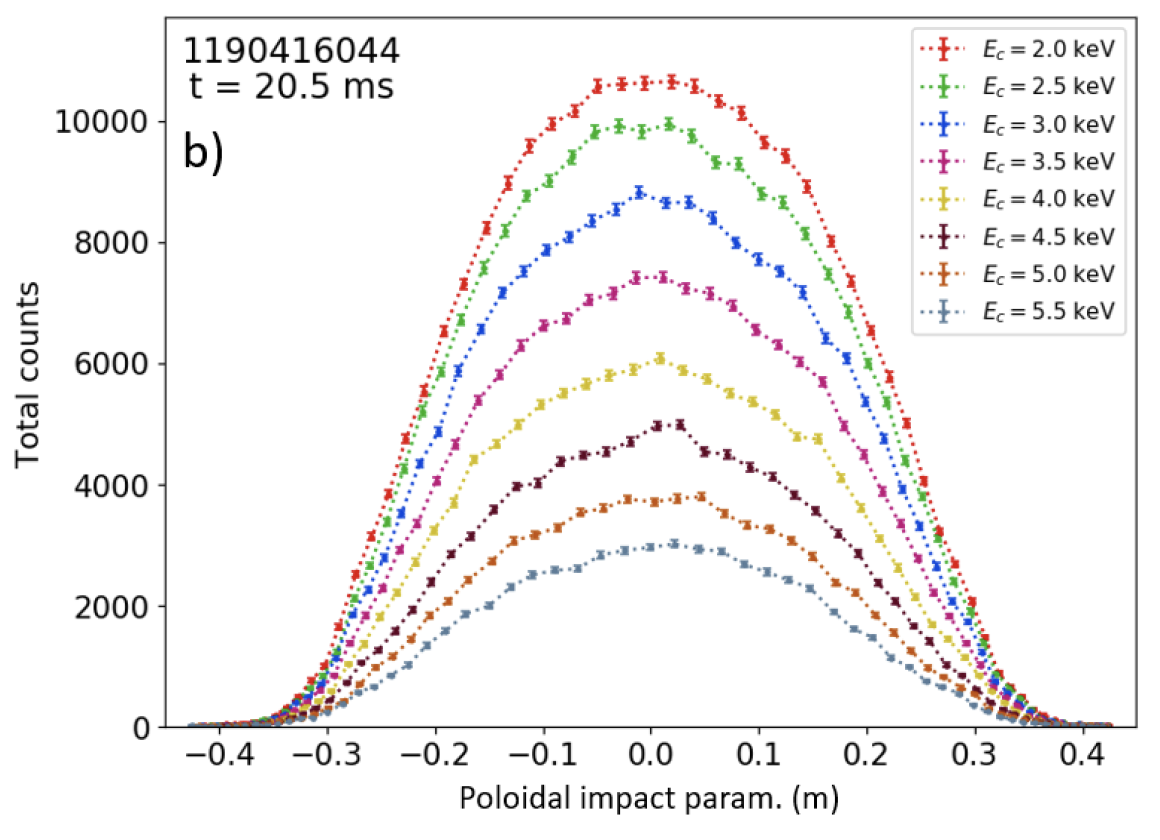 1190416044
t = 20.5 ms
b)
E_c = 2.0 keV
E_c = 2.5 keV
E_c = 3.0 keV
E_c = 3.5 keV
E_c = 4.0 keV
E_c = 4.5 keV
E_c = 5.0 keV
E_c = 5.5 keV
Total counts
10000
8000
6000
4000
2000
0
−0.4 −0.3 −0.2 −0.1 0.0 0.1 0.2 0.3 0.4
Poloidal impact param. (m)